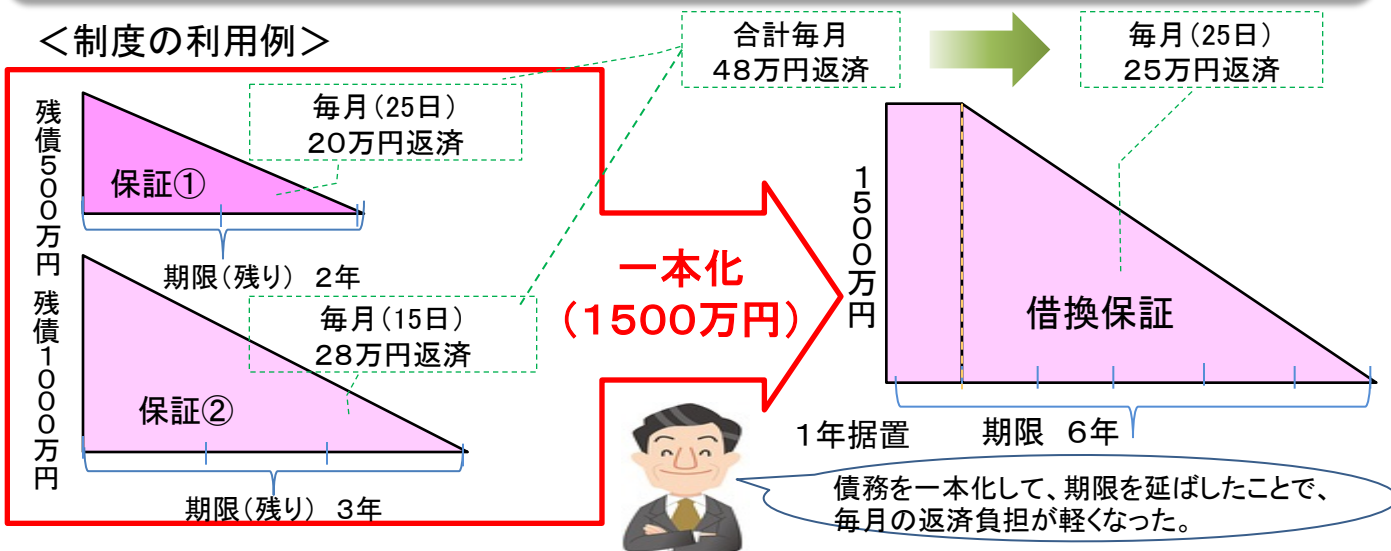 ＜制度の利用例＞
合計毎月
48万円返済
毎月(25日)
25万円返済
残債500万円
毎月(25日)
20万円返済
保証①
期限(残り) 2年
残債1000万円
毎月(15日)
28万円返済
保証②
期限(残り) 3年
一本化
(1500万円)
1500万円
借換保証
1年据置
期限 6年
債務を一本化して、期限を延ばしたことで、
毎月の返済負担が軽くなった。